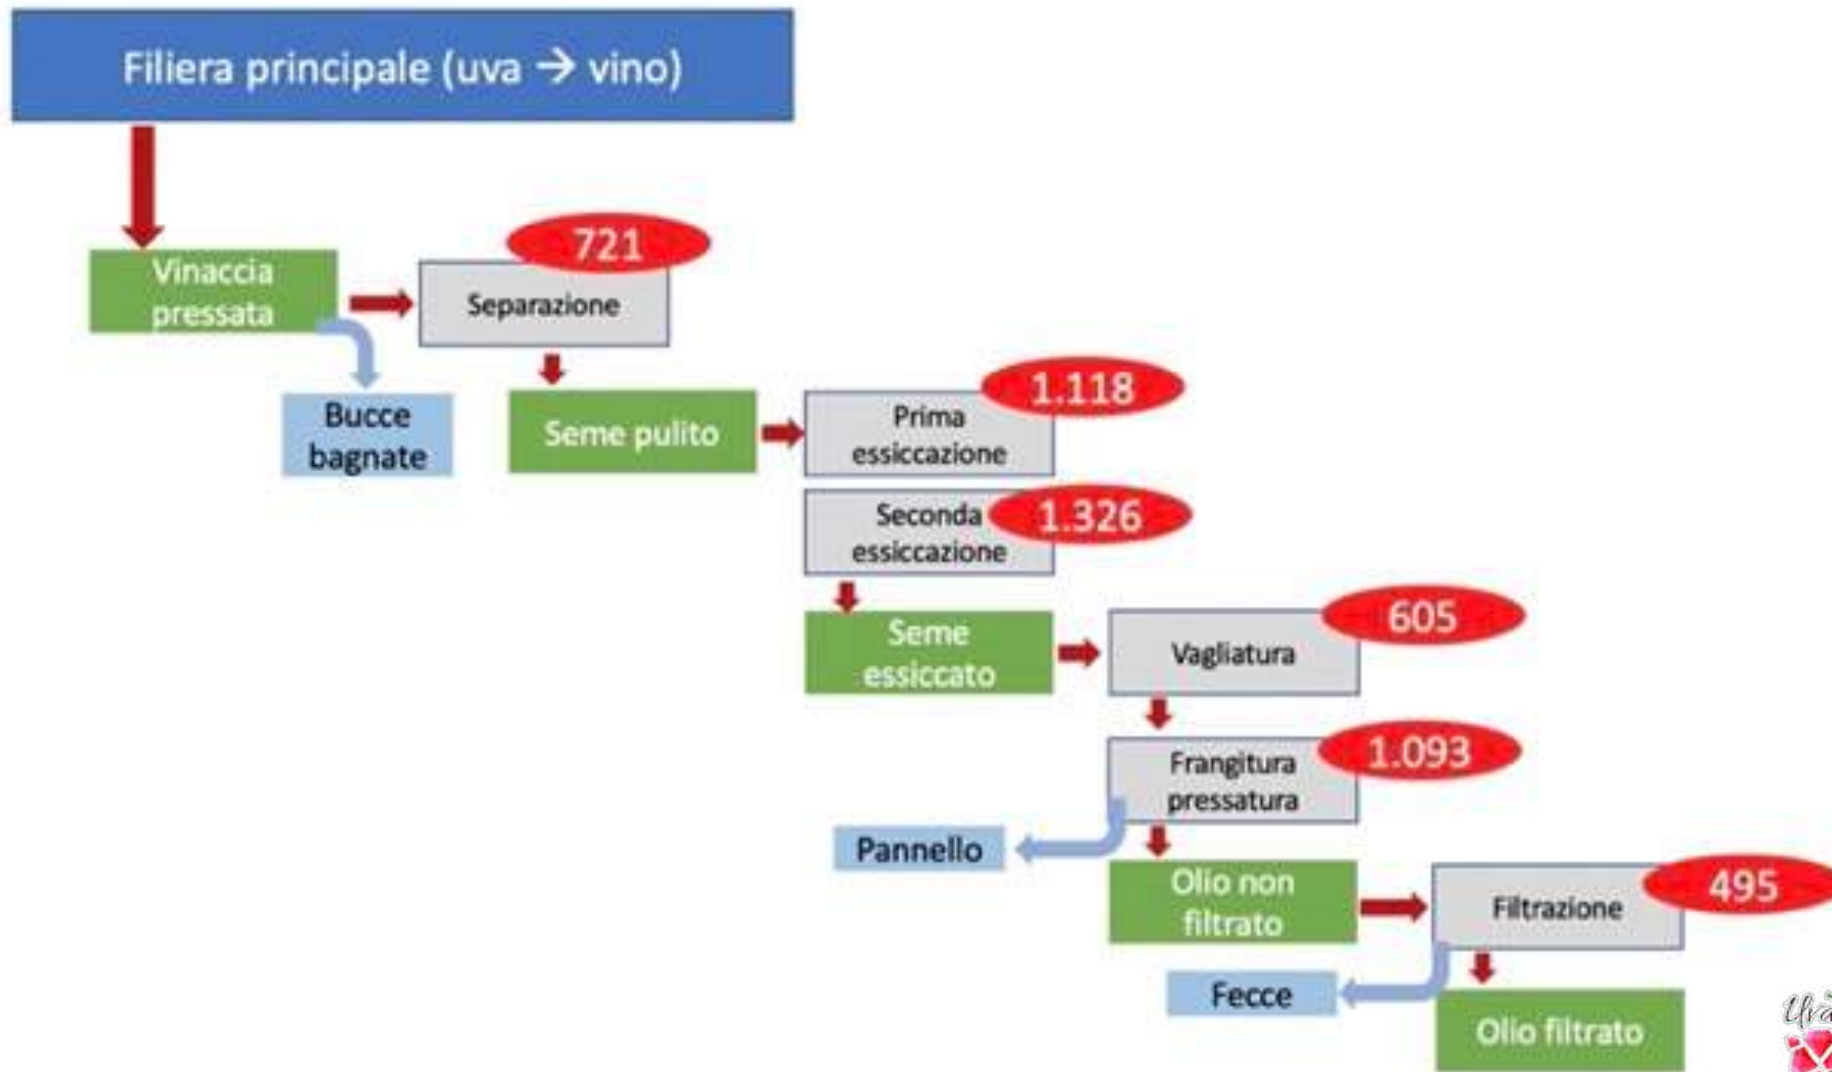 Filiera principale (uva → vino)
721
Vinaccia
pressata
Separazione
Bucce
bagnate
Seme pulito
1.118
Prima
essiccazione
1.326
Seconda
essiccazione
Seme
essiccato
605
Vagliatura
1.093
Frangitura
pressatura
Pannello
Olio non
filtrato
495
Filtrazione
Fecce
Olio filtrato